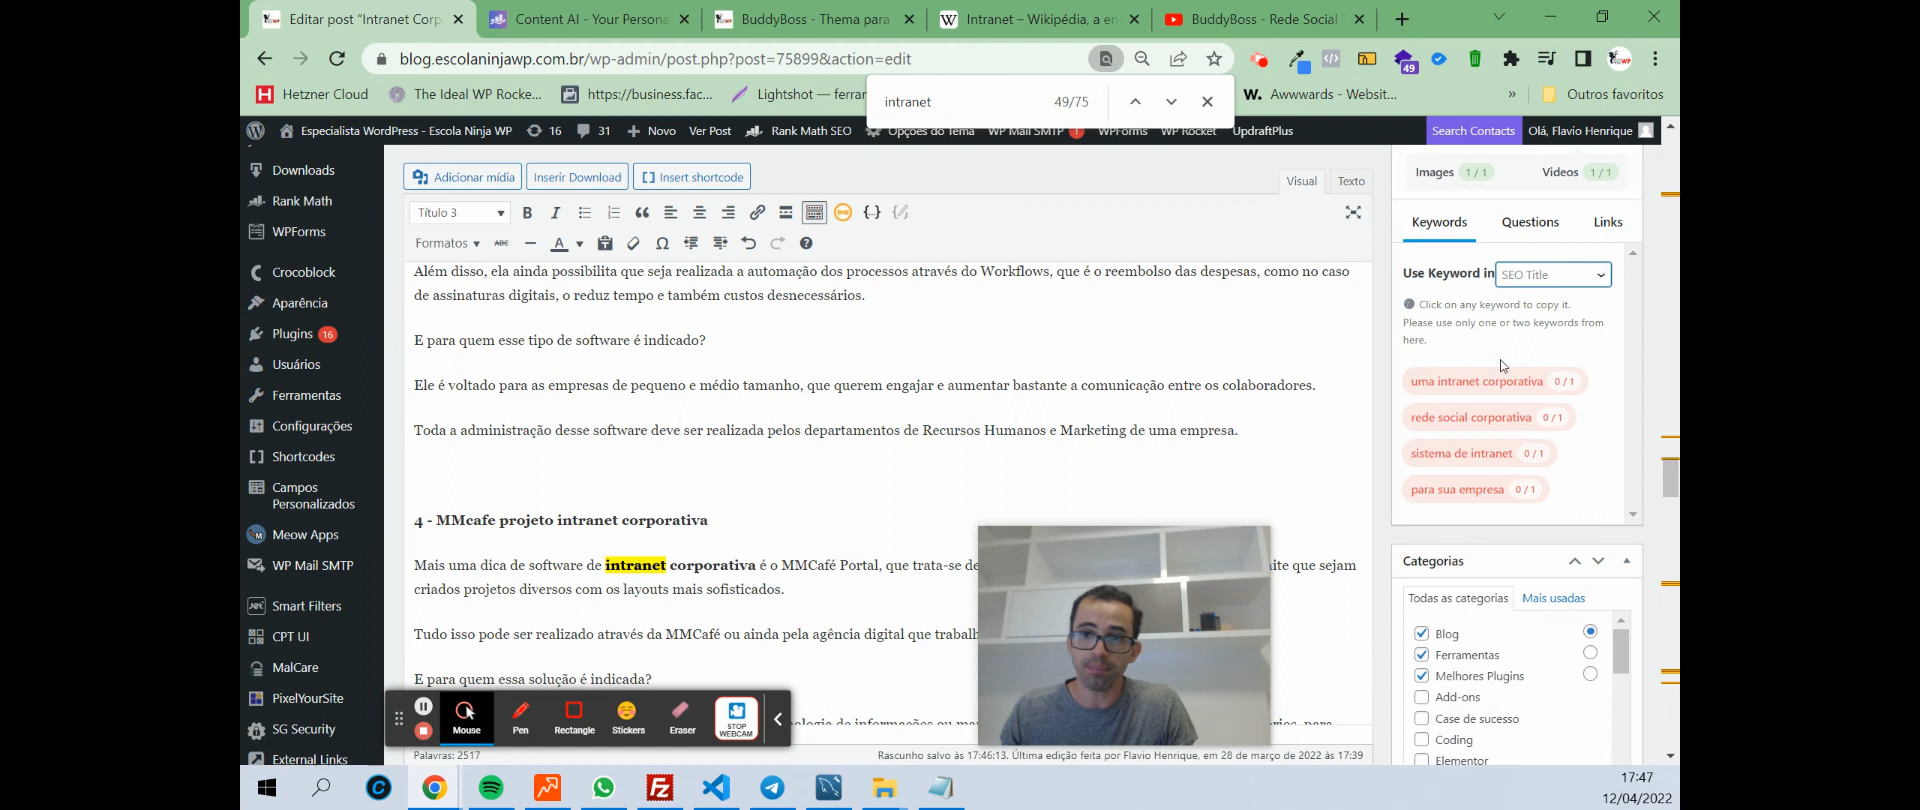 Editar post “Intranet Corp
Content AI - Your Persona
BuddyBoss - Thema para
Intranet – Wikipédia, a en
BuddyBoss - Rede Social
blog.escolaninjawp.com.br/wp-admin/post.php?post=75899&action=edit
49
Hetzner Cloud
The Ideal WP Rocke...
https://business.fac...
Lightshot — ferrar
intranet
49/75
Awwwards - Websit...
»
Outros favoritos
Especialista WordPress - Escola Ninja WP
16
31
Novo
Ver Post
Rank Math SEO
Opções do Tema
WP Mail SMTP
WPForms
WP Rocket
UpdraftPlus
Search Contacts
Olá, Flavio Henrique
Downloads
Rank Math
WPForms
Crocoblock
Aparência
Plugins 16
Usuários
Ferramentas
Configurações
Shortcodes
Campos
Personalizados
Meow Apps
WP Mail SMTP
Smart Filters
CPT UI
MalCare
PixelYourSite
SG Security
External Links
Adicionar mídia
Inserir Download
Insert shortcode
Visual
Texto
Título 3
Formatos
Além disso, ela ainda possibilita que seja realizada a automação dos processos através do Workflows, que é o reembolso das despesas, como no caso
de assinaturas digitais, o reduz tempo e também custos desnecessários.
E para quem esse tipo de software é indicado?
Ele é voltado para as empresas de pequeno e médio tamanho, que querem engajar e aumentar bastante a comunicação entre os colaboradores.
Toda a administração desse software deve ser realizada pelos departamentos de Recursos Humanos e Marketing de uma empresa.
4 - MMcafe projeto intranet corporativa
Mais uma dica de software de intranet corporativa é o MMCafé Portal, que trata-se de que sejam
criados projetos diversos com os layouts mais sofisticados.
Tudo isso pode ser realizado através da MMCafé ou ainda pela agência digital que trabalh
E para quem essa solução é indicada?
Mouse
Pen
Rectangle
Stickers
Eraser
STOP
WEBCAM
Palavras: 2517
Rascunho salvo às 17:46:13. Última edição feita por Flavio Henrique, em 28 de março de 2022 às 17:39
Images 1 / 1
Videos 1 / 1
Keywords
Questions
Links
Use Keyword in SEO Title
Click on any keyword to copy it.
Please use only one or two keywords from
here.
uma intranet corporativa 0 / 1
rede social corporativa 0 / 1
sistema de intranet 0 / 1
para sua empresa 0 / 1
Categorias
Todas as categorias
Mais usadas
Blog
Ferramentas
Melhores Plugins
Add-ons
Case de sucesso
Coding
Elementor
17:47
12/04/2022